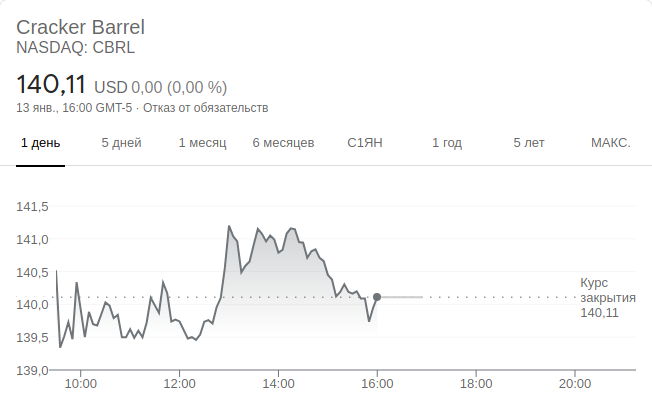 Cracker Barrel
NASDAQ: CBRL
140,11 USD 0,00 (0,00 %)
13 янв., 16:00 GMT-5 · Отказ от обязательств
1 день 5 дней 1 месяц 6 месяцев С1ЯН 1 год 5 лет МАКС.
141,5
141,0
140,5
140,0
139,5
139,0
Курс
закрытия
140,11
10:00 12:00 14:00 16:00 18:00 20:00